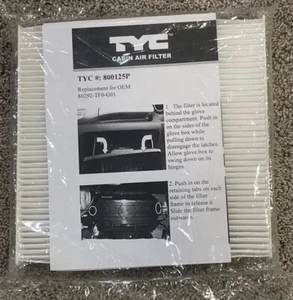 TYC
CABIN AIR FILTER
TYC #: 800125P
Replacement for OEM
80292-TF0-G01
1. The filter is located
behind the glove
compartment. Push in
on the sides of the
glove box while
pulling down to
disengage the latches.
Allow glove box to
swing down on its
hinges.
2. Push in on the
retaining tabs on each
side of the filter
frame to release it.
Slide the filter frame
outward.